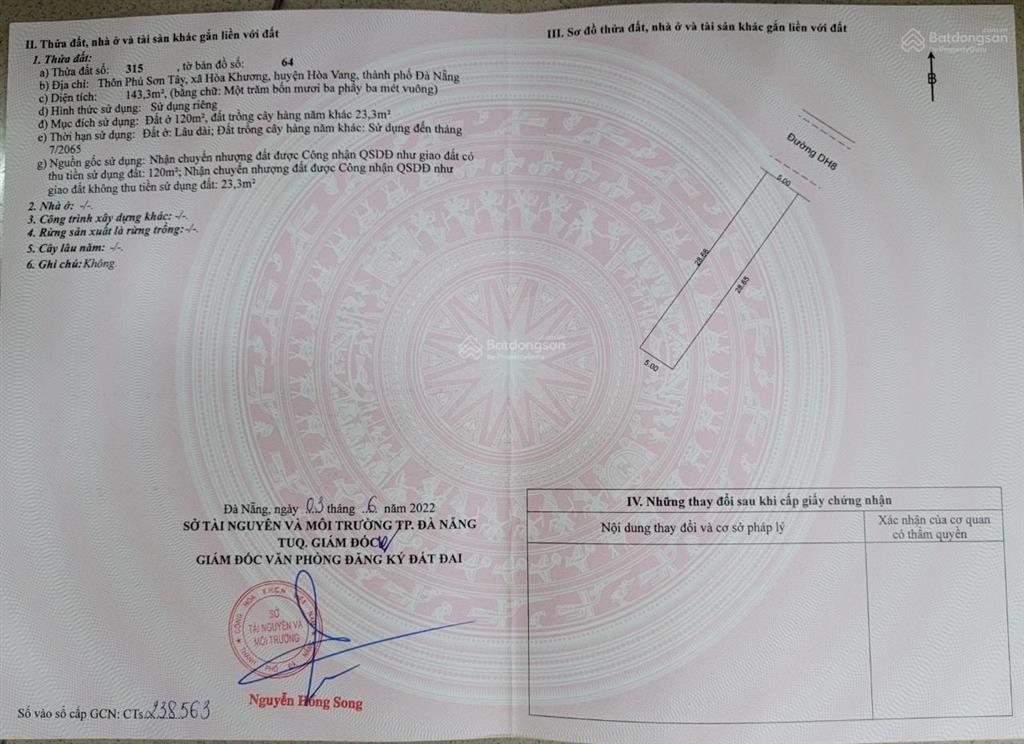 II. Thửa đất, nhà ở và tài sản khác gắn liền với đất
1. Thửa đất:
a) Thửa đất số: 315 , tờ bản đồ số: 64
b) Địa chỉ: Thôn Phú Sơn Tây, xã Hòa Khương, huyện Hòa Vang, thành phố Đà Nẵng
c) Diện tích: 143,3m², (bằng chữ: Một trăm bốn mươi ba phẩy ba mét vuông)
d) Hình thức sử dụng: Sử dụng riêng
đ) Mục đích sử dụng: Đất ở 120m², đất trồng cây hàng năm khác 23,3m²
e) Thời hạn sử dụng: Đất ở: Lâu dài; Đất trồng cây hàng năm khác: Sử dụng đến tháng
7/2065
g) Nguồn gốc sử dụng: Nhận chuyển nhượng đất được Công nhận QSDĐ như giao đất có
thu tiền sử dụng đất: 120m²; Nhận chuyển nhượng đất được Công nhận QSDĐ như
giao đất không thu tiền sử dụng đất: 23,3m²
2. Nhà ở: -/-.
3. Công trình xây dựng khác: -/-.
4. Rừng sản xuất là rừng trồng:-/-.
5. Cây lâu năm: -/-.
6. Ghi chú: Không.
Đà Nẵng, ngày 03 tháng 6 năm 2022
SỞ TÀI NGUYÊN VÀ MÔI TRƯỜNG TP. ĐÀ NẴNG
TUQ. GIÁM ĐỐC
GIÁM ĐỐC VĂN PHÒNG ĐĂNG KÝ ĐẤT ĐAI
SỞ
TÀI NGUYÊN VÀ
MÔI TRƯỜNG
Nguyễn Hồng Song
Số vào sổ cấp GCN: CTs.238563
III. Sơ đồ thửa đất, nhà ở và tài sản khác gắn liền với đất
Batdongsan
by PropertyGuru
B
Đường DH8
5.00
28.66
28.65
5.00
Batdongsan
by PropertyGuru
IV. Những thay đổi sau khi cấp giấy chứng nhận
Nội dung thay đổi và cơ sở pháp lý
Xác nhận của cơ quan
có thẩm quyền